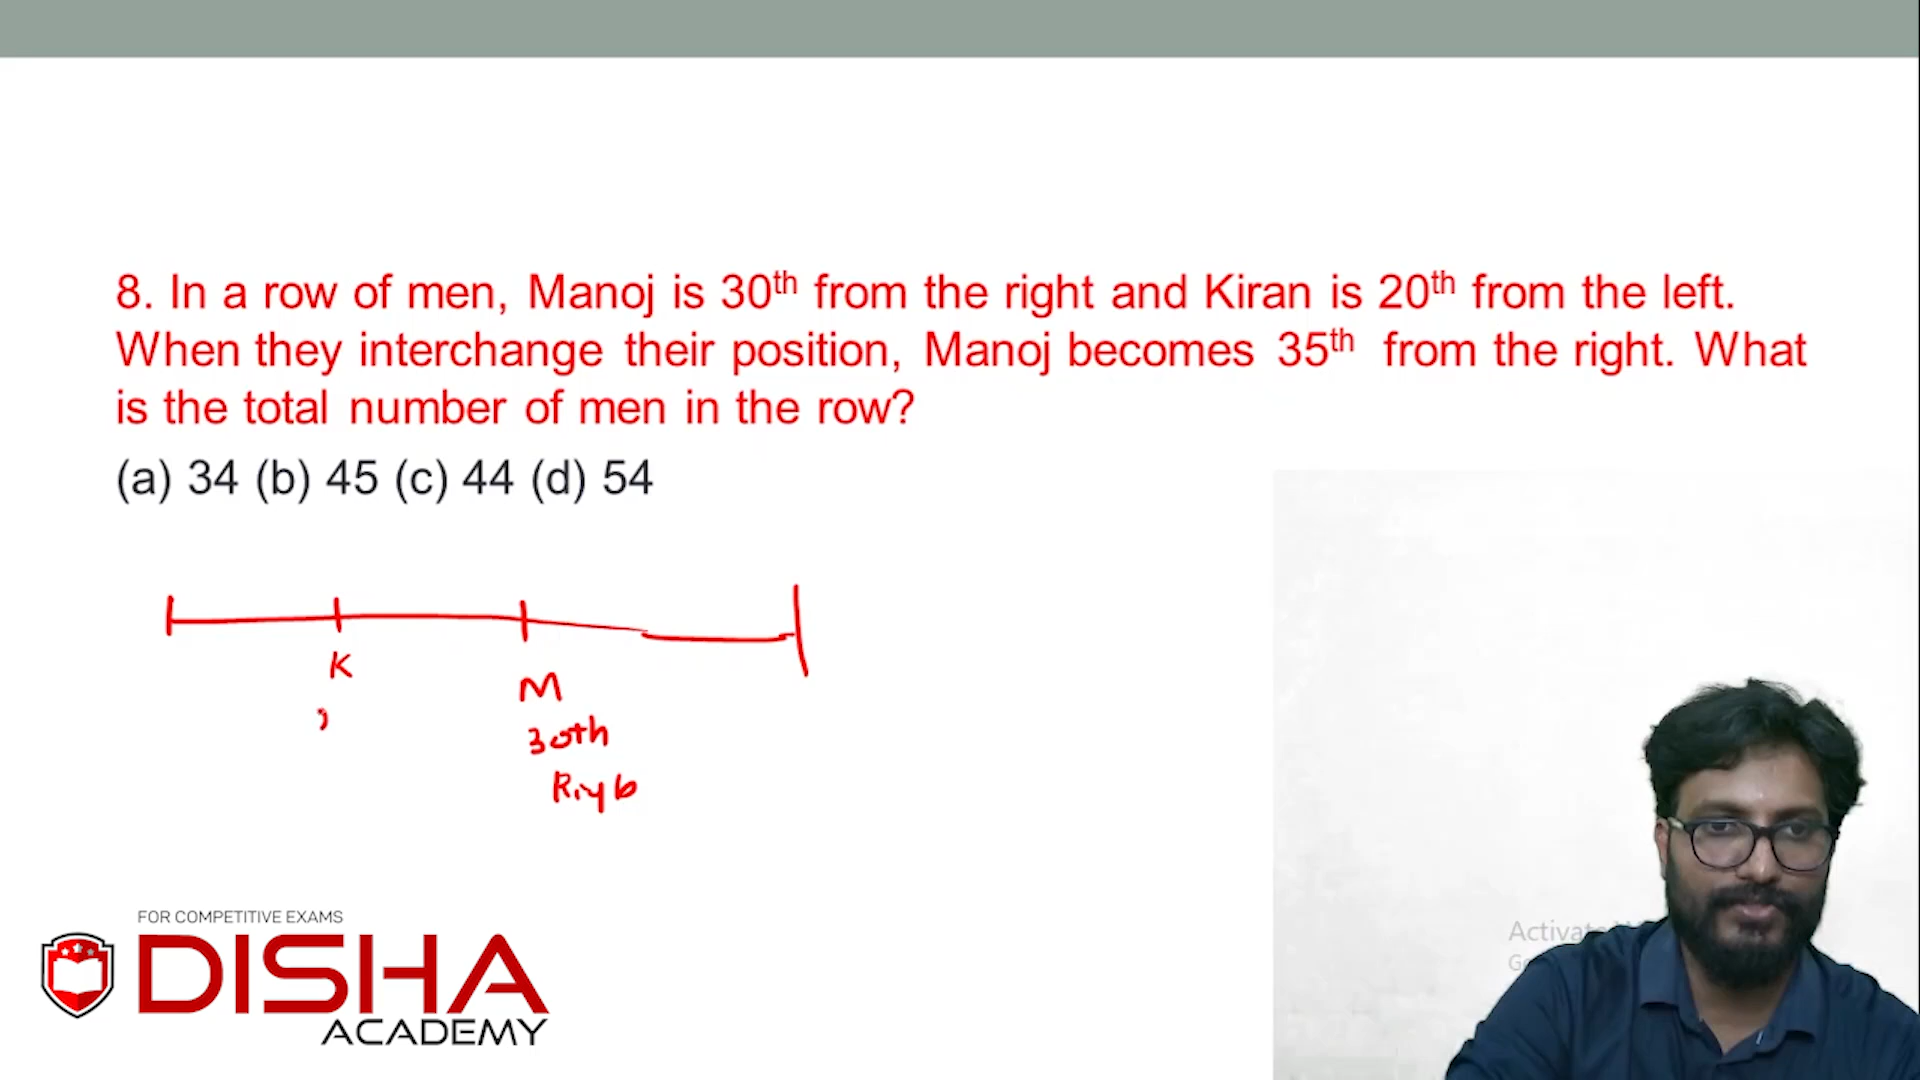 8. In a row of men, Manoj is 30th from the right and Kiran is 20th from the left.
When they interchange their position, Manoj becomes 35th from the right. What
is the total number of men in the row?
(a) 34 (b) 45 (c) 44 (d) 54
K
M
30th
FOR COMPETITIVE EXAMS
DISHA
ACADEMY